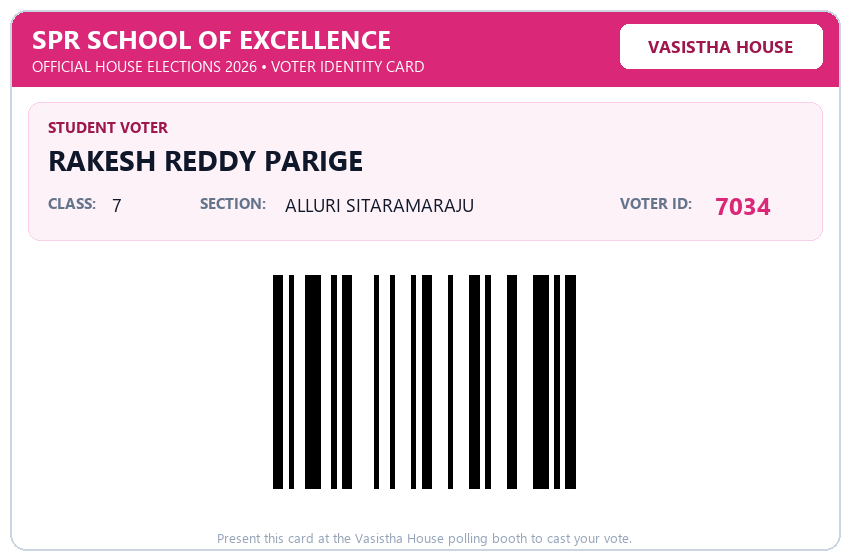 SPR SCHOOL OF EXCELLENCE
OFFICIAL HOUSE ELECTIONS 2026 • VOTER IDENTITY CARD
VASISTHA HOUSE
STUDENT VOTER
RAKESH REDDY PARIGE
CLASS: 7 SECTION: ALLURI SITARAMARAJU VOTER ID: 7034
Present this card at the Vasistha House polling booth to cast your vote.